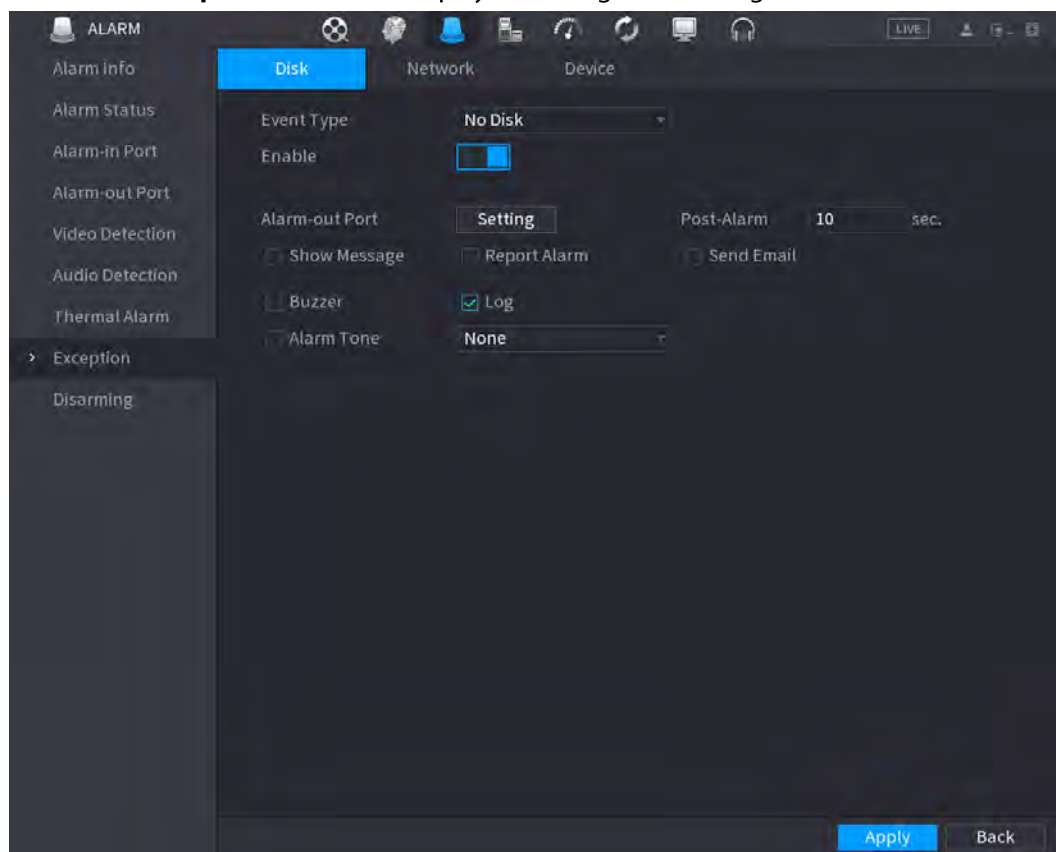 ALARM LIVE
Alarm Info Disk Network Device
Alarm Status Event Type No Disk
Alarm-in Port Enable
Alarm-out Port
Alarm-out Port Setting Post-Alarm 10 sec.
Video Detection
Show Message Report Alarm Send Email
Audio Detection
Buzzer Log
Thermal Alarm
Alarm Tone None
Exception
Disarming
Apply Back